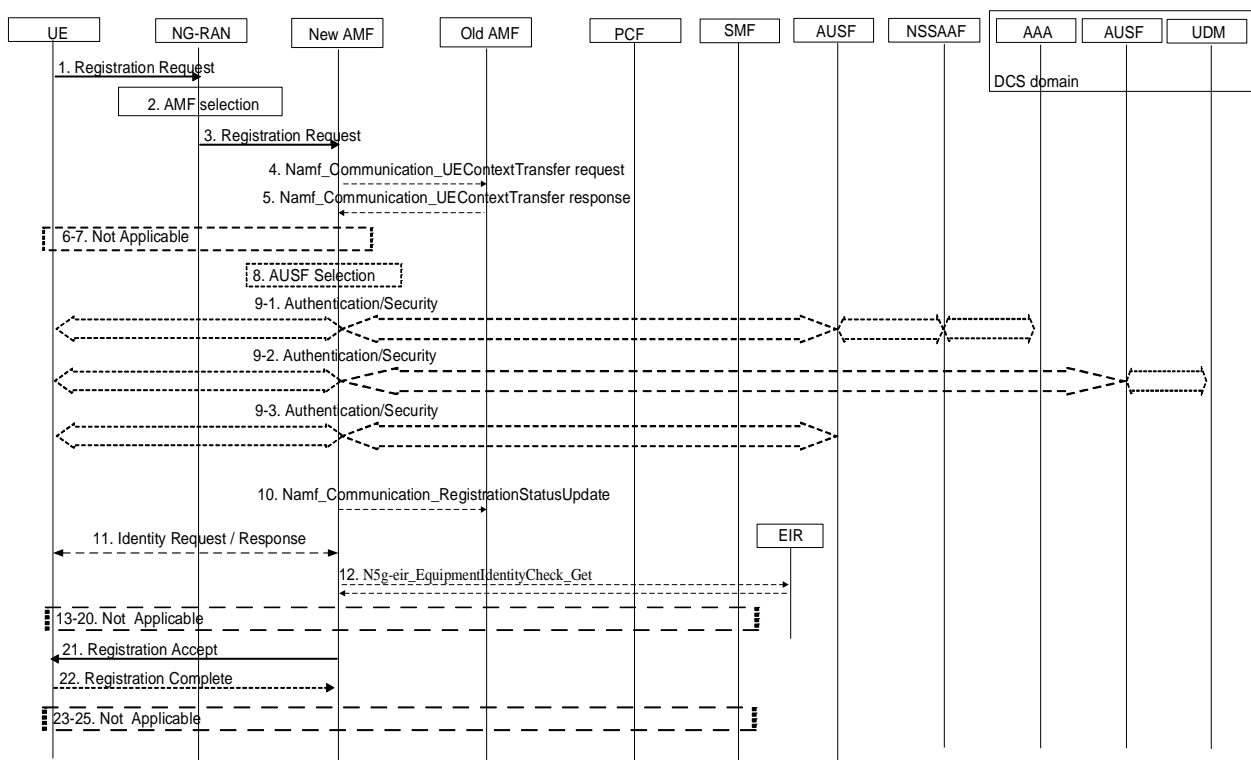 UE
NG-RAN
New AMF
Old AMF
PCF
SMF
AUSF
NSSAAF
AAA
AUSF
UDM
DCS domain
1. Registration Request
2. AMF selection
3. Registration Request
4. Namf_Communication_UEContextTransfer request
5. Namf_Communication_UEContextTransfer response
6-7. Not Applicable
8. AUSF Selection
9-1. Authentication/Security
9-2. Authentication/Security
9-3. Authentication/Security
10. Namf_Communication_RegistrationStatusUpdate
11. Identity Request / Response
EIR
12. N5g-eir_EquipmentIdentityCheck_Get
13-20. Not Applicable
21. Registration Accept
22. Registration Complete
23-25. Not Applicable